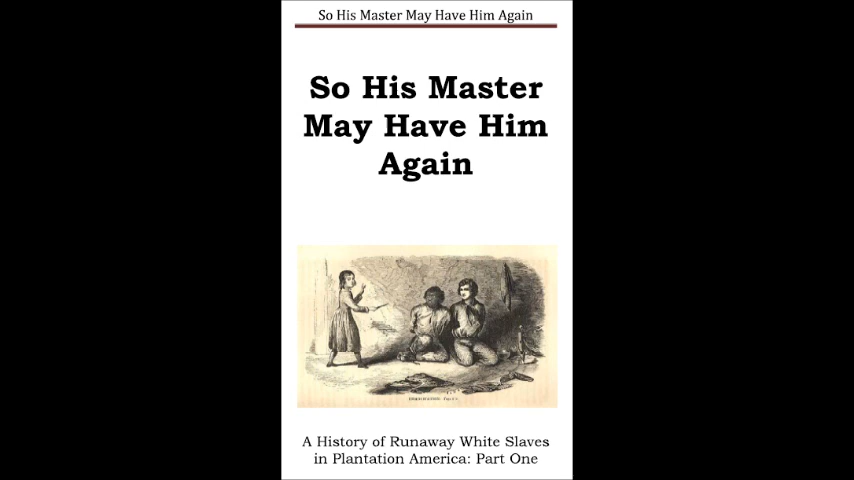 So His Master May Have Him Again
So His Master
May Have Him
Again
A History of Runaway White Slaves
in Plantation America: Part One